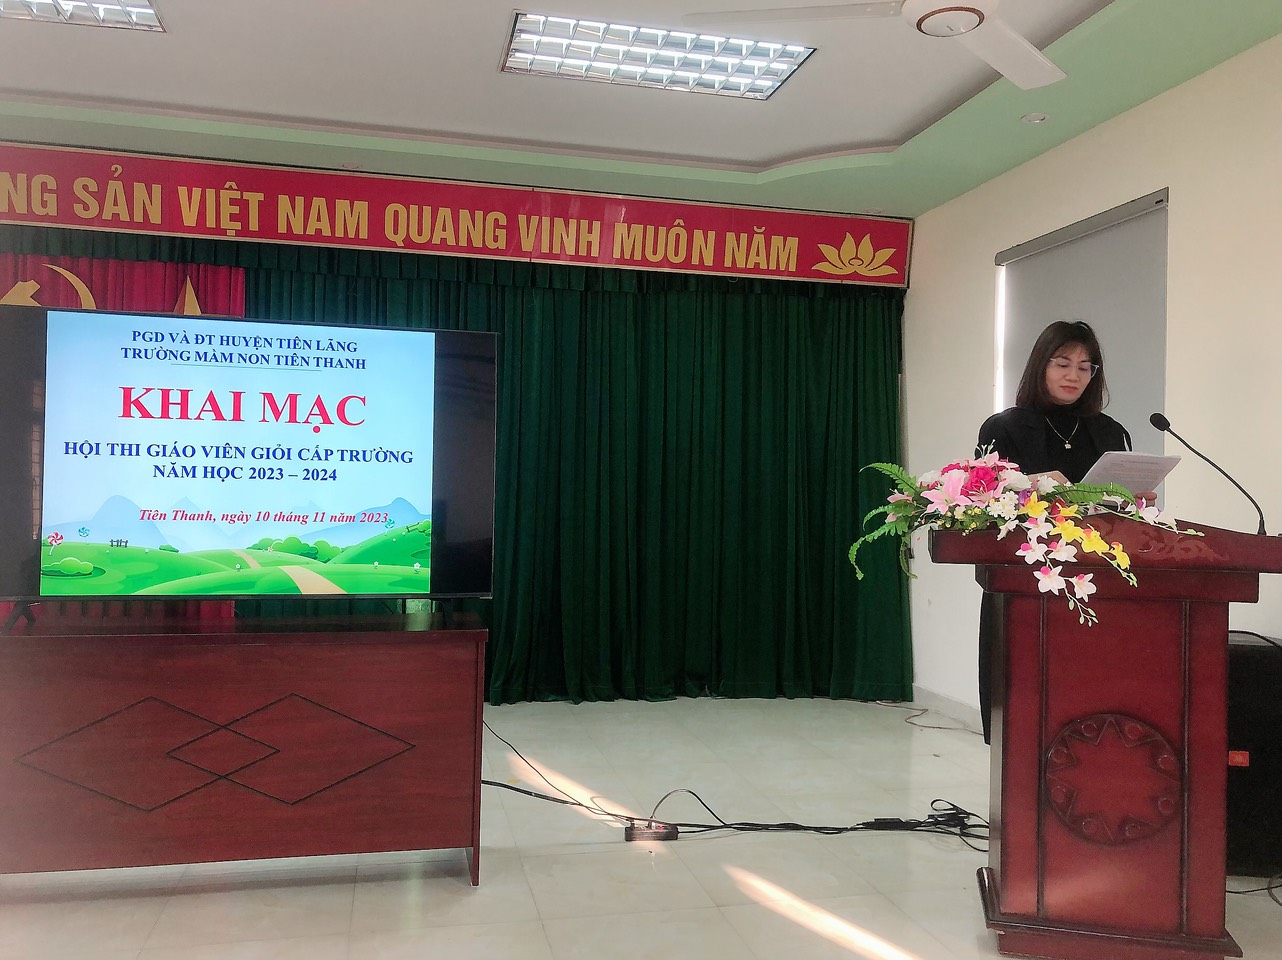 NG SẢN VIỆT NAM QUANG VINH MUÔN NĂM
PGD VÀ ĐT HUYỆN TIÊN LÃNG
TRƯỜNG MẦM NON TIÊN THANH
KHAI MẠC
HỘI THI GIÁO VIÊN GIỎI CẤP TRƯỜNG
NĂM HỌC 2023 – 2024
Tiên Thanh, ngày 10 tháng 11 năm 2023